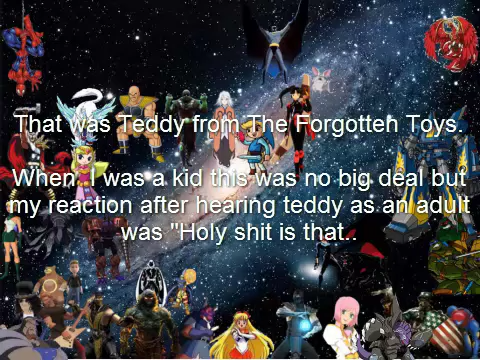 That was Teddy from The Forgotten Toys.
When I was a kid this was no big deal but
my reaction after hearing teddy as an adult
was "Holy shit is that..